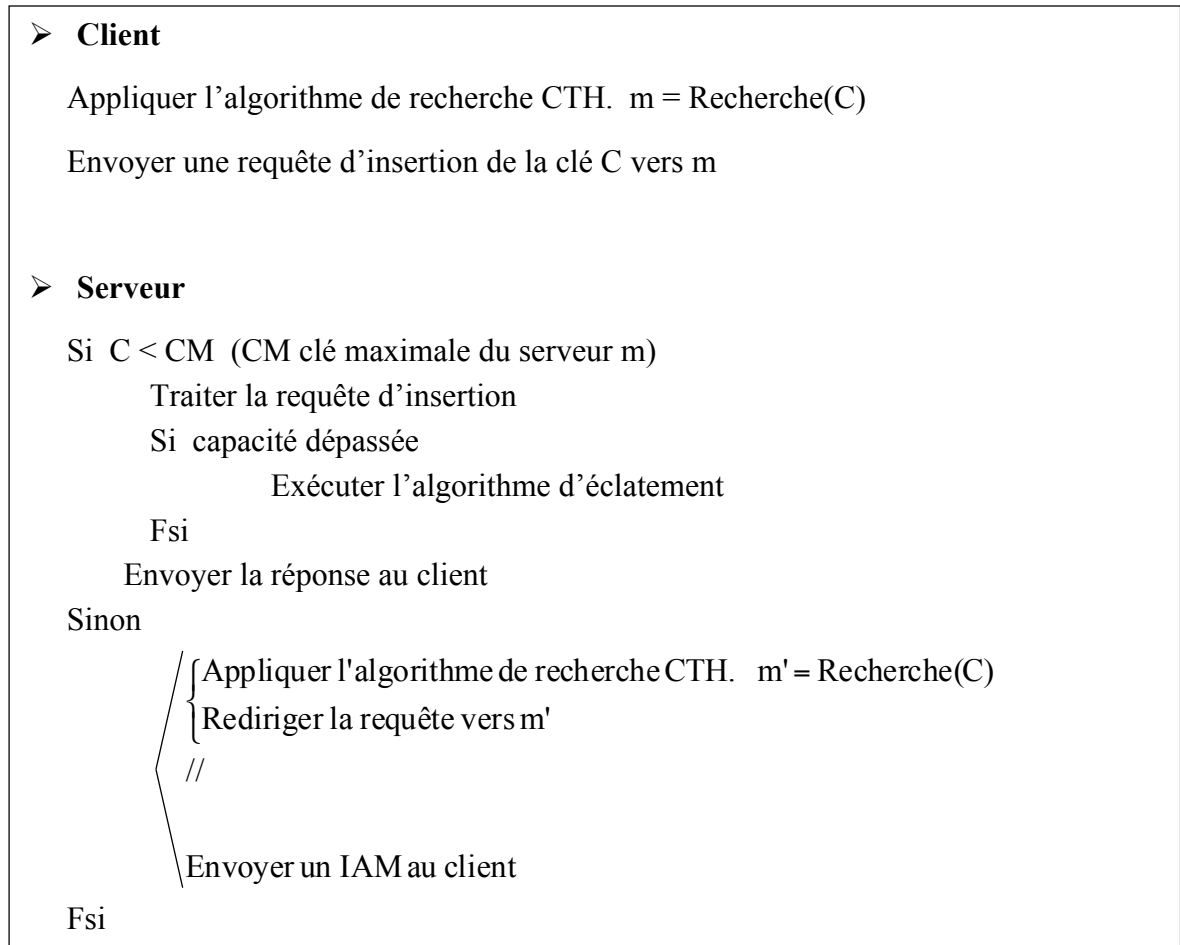 ➢ Client
Appliquer l’algorithme de recherche CTH. m = Recherche(C)
Envoyer une requête d’insertion de la clé C vers m
➢ Serveur
Si C < CM (CM clé maximale du serveur m)
Traiter la requête d’insertion
Si capacité dépassée
Exécuter l’algorithme d’éclatement
Fsi
Envoyer la réponse au client
Sinon
Appliquer l'algorithme de recherche CTH. m' = Recherche(C)
Rediriger la requête vers m'
//
Envoyer un IAM au client
Fsi